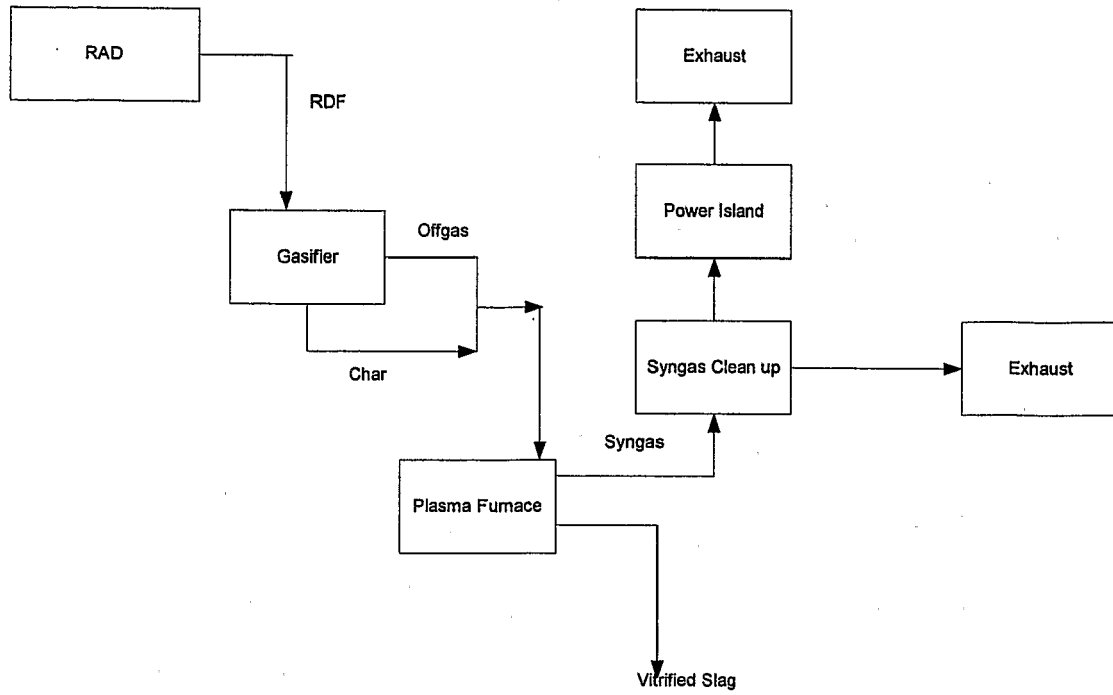 RAD
Exhaust
RDF
Power Island
Offgas
Gasifier
Syngas Clean up
Exhaust
Char
Syngas
Plasma Furnace
Vitrified Slag